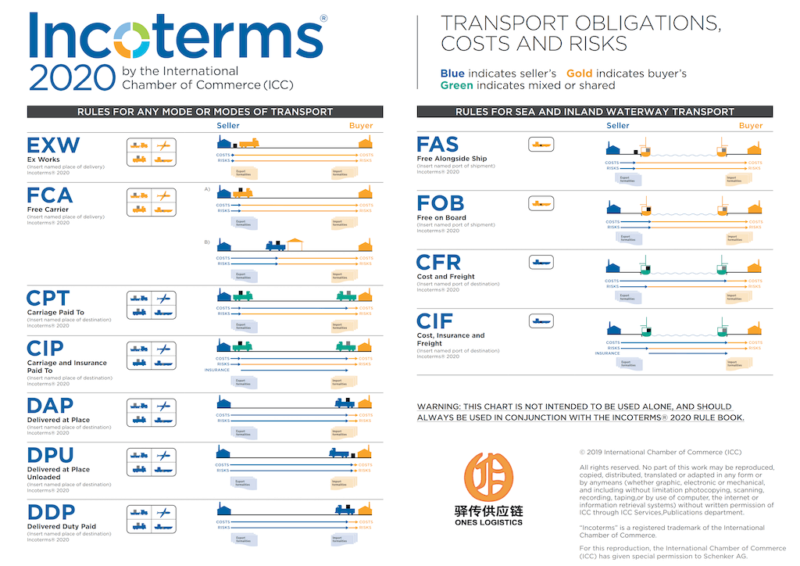 Incoterms®
2020 by the International
Chamber of Commerce (ICC)
TRANSPORT OBLIGATIONS,
COSTS AND RISKS
Blue indicates seller's Gold indicates buyer's
Green indicates mixed or shared
RULES FOR ANY MODE OR MODES OF TRANSPORT
Seller Buyer
EXW
Ex Works
(Insert named place of delivery)
Incoterms® 2020
COSTS COSTS
RISKS RISKS
Export formalities Import formalities
FCA
Free Carrier
(Insert named place of delivery)
Incoterms® 2020
A)
COSTS COSTS
RISKS RISKS
Export formalities Import formalities
B)
COSTS COSTS
RISKS RISKS
Export formalities Import formalities
CPT
Carriage Paid To
(Insert named place of destination)
Incoterms® 2020
COSTS COSTS
RISKS RISKS
Export formalities Import formalities
CIP
Carriage and Insurance
Paid To
(Insert named place of destination)
Incoterms® 2020
COSTS COSTS
RISKS RISKS
INSURANCE
Export formalities Import formalities
DAP
Delivered at Place
(Insert named place of destination)
Incoterms® 2020
COSTS COSTS
RISKS RISKS
Export formalities Import formalities
DPU
Delivered at Place
Unloaded
(Insert named place of destination)
Incoterms® 2020
COSTS COSTS
RISKS RISKS
Export formalities Import formalities
DDP
Delivered Duty Paid
(Insert named place of destination)
Incoterms® 2020
COSTS COSTS
RISKS RISKS
Export formalities Import formalities
RULES FOR SEA AND INLAND WATERWAY TRANSPORT
Seller Buyer
FAS
Free Alongside Ship
(Insert named port of shipment)
Incoterms® 2020
COSTS COSTS
RISKS RISKS
Export formalities Import formalities
FOB
Free on Board
(Insert named port of shipment)
Incoterms® 2020
COSTS COSTS
RISKS RISKS
Export formalities Import formalities
CFR
Cost and Freight
(Insert named port of destination)
Incoterms® 2020
COSTS COSTS
RISKS RISKS
Export formalities Import formalities
CIF
Cost, Insurance and
Freight
(Insert named port of destination)
Incoterms® 2020
COSTS COSTS
RISKS RISKS
INSURANCE
Export formalities Import formalities
WARNING: THIS CHART IS NOT INTENDED TO BE USED ALONE, AND SHOULD
ALWAYS BE USED IN CONJUNCTION WITH THE INCOTERMS® 2020 RULE BOOK.
驿传供应链
ONES LOGISTICS
© 2019 International Chamber of Commerce (ICC)
All rights reserved. No part of this work may be reproduced,
copied, distributed, translated or adapted in any form or
by anymeans (whether graphic, electronic or mechanical,
and including without limitation photocopying, scanning,
recording, taping,or by use of computer, the internet or
information retrieval systems) without written permission of
ICC through ICC Services,Publications department.
"Incoterms" is a registered trademark of the International
Chamber of Commerce.
For this reproduction, the International Chamber of Commerce
(ICC) has given special permission to Schenker AG.